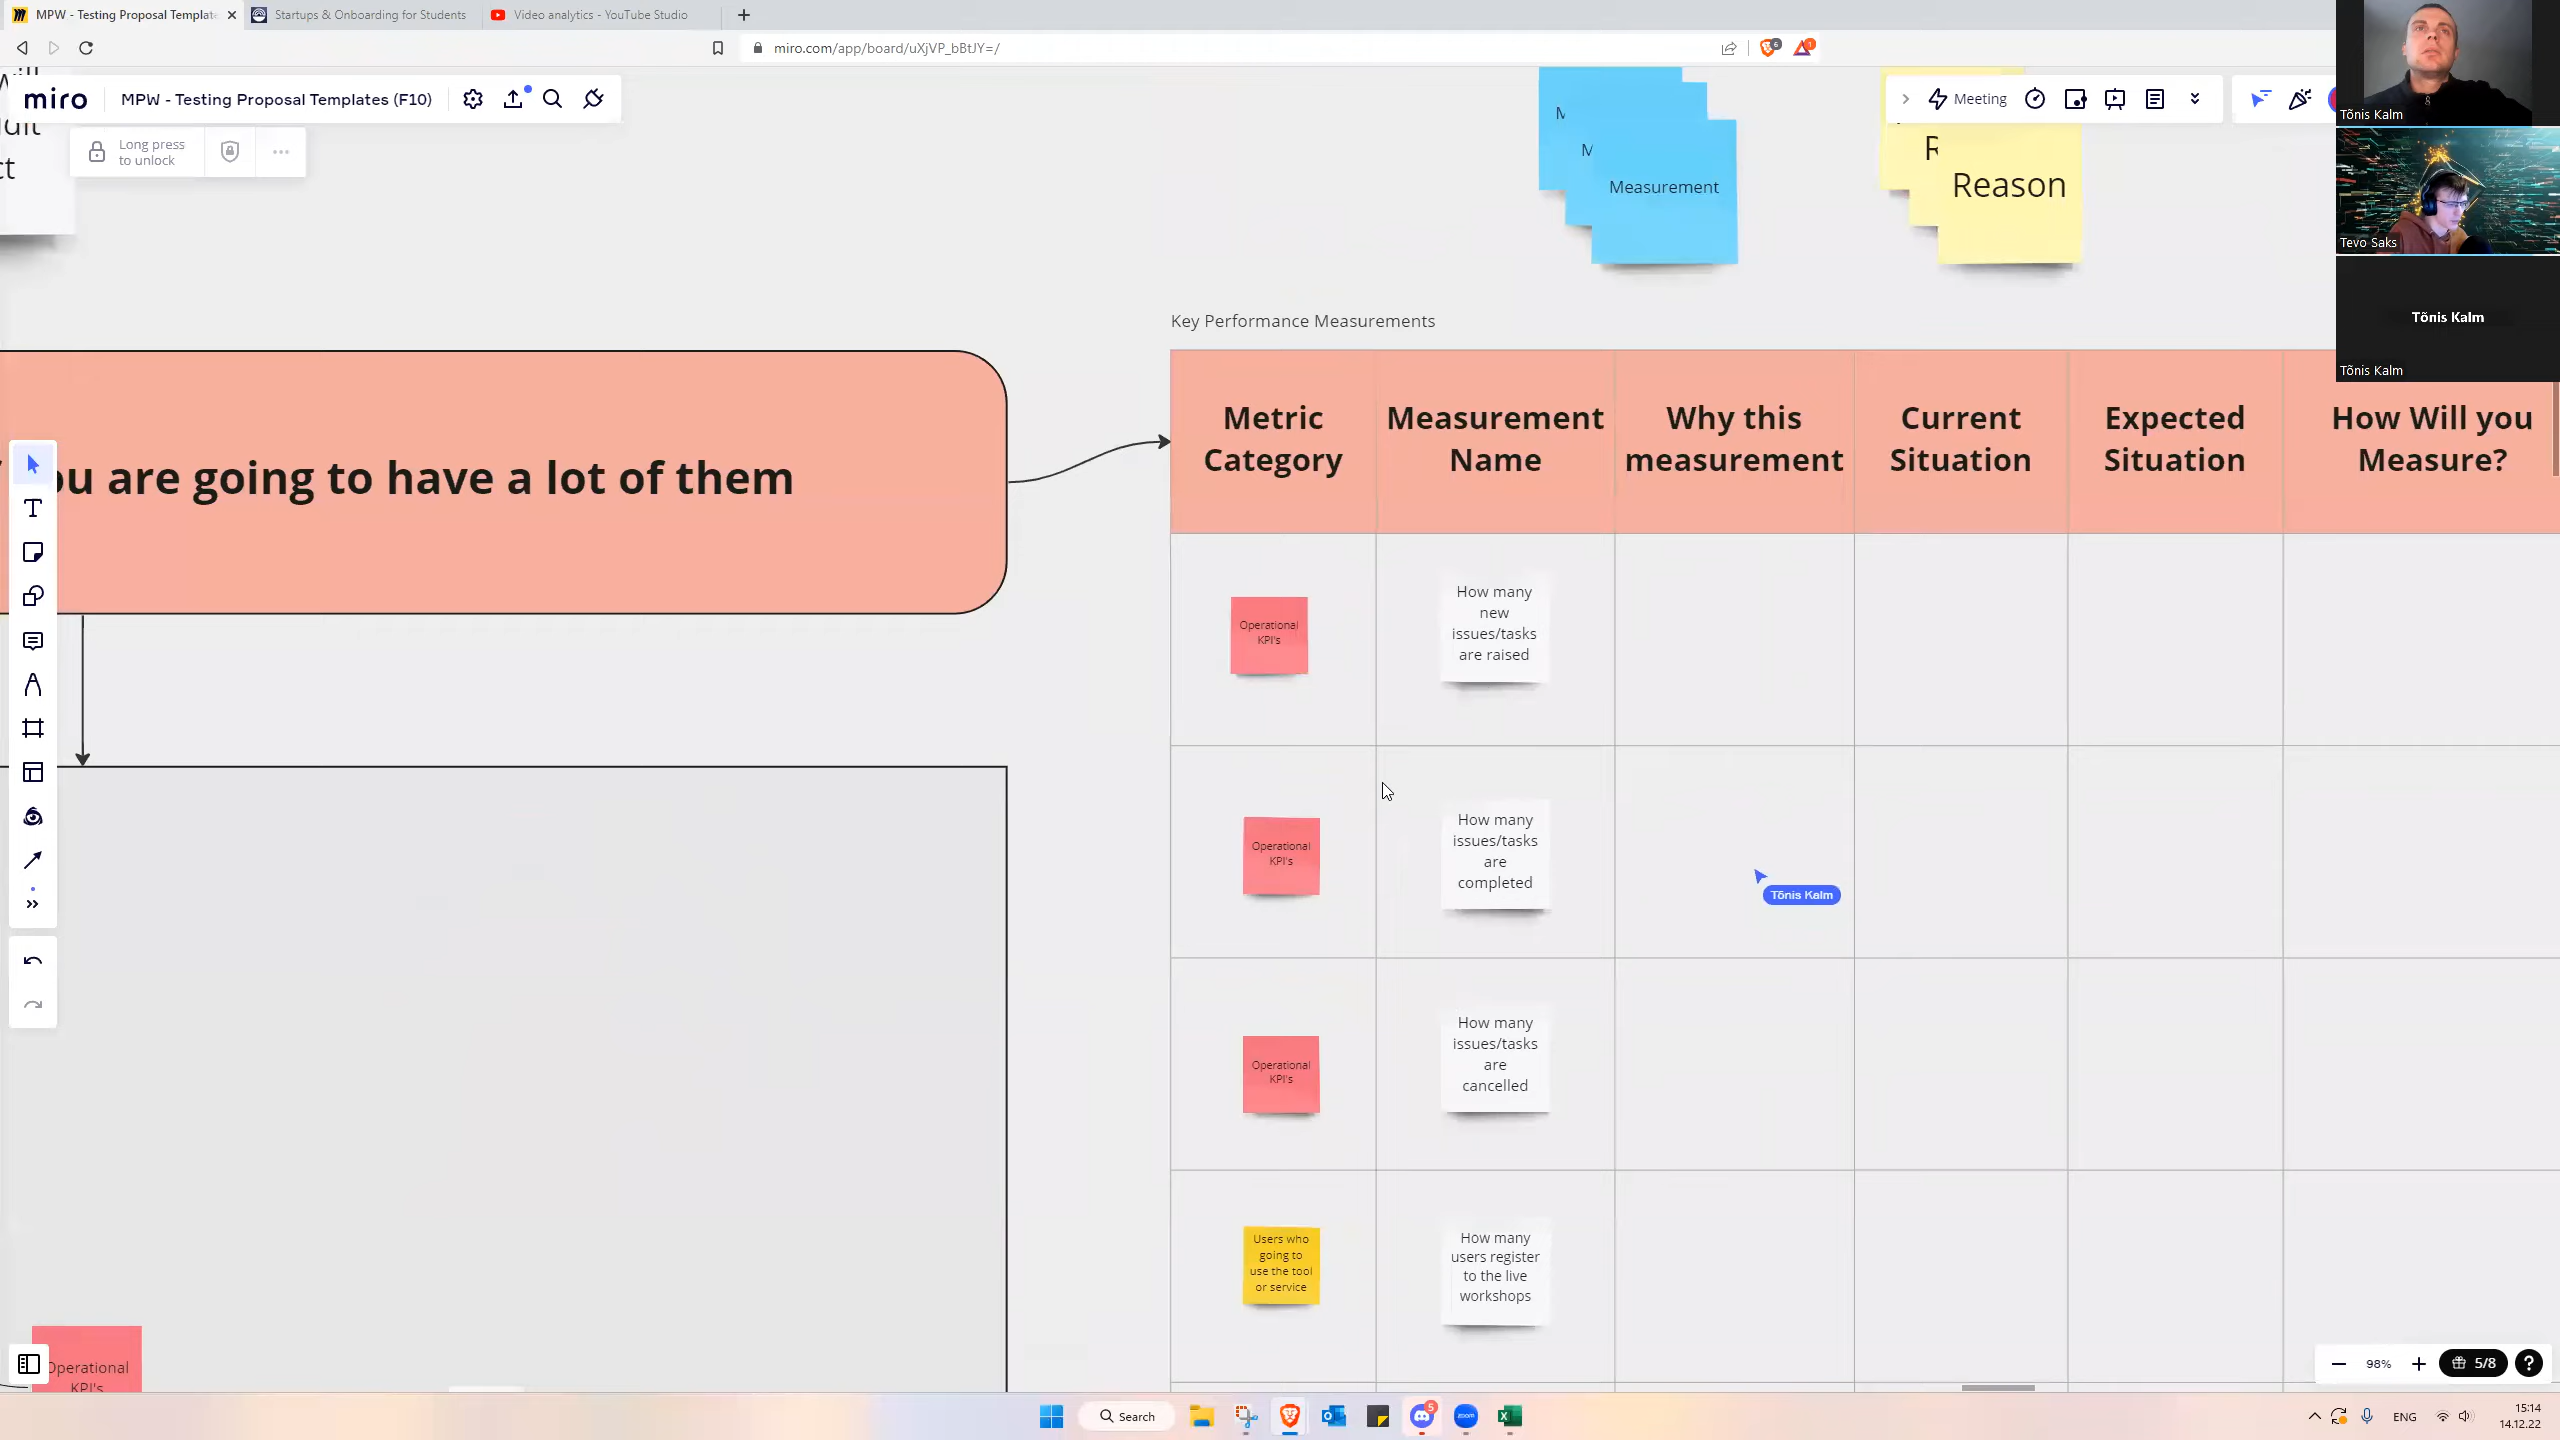 MPW - Testing Proposal Template
Startups & Onboarding for Students
Video analytics - YouTube Studio
miro.com/app/board/uXjVP_bBtJY=/
6
1
miro
MPW - Testing Proposal Templates (F10)
Meeting
ct
Long press
to unlock
M
M
Measurement
R
Reason
Tõnis Kalm
Tevo Saks
Tõnis Kalm
Tõnis Kalm
Key Performance Measurements
ou are going to have a lot of them
Metric
Category
Measurement
Name
Why this
measurement
Current
Situation
Expected
Situation
How Will you
Measure?
Operational
KPI's
How many
new
issues/tasks
are raised
Operational
KPI's
How many
issues/tasks
are
completed
Tõnis Kalm
Operational
KPI's
How many
issues/tasks
are
cancelled
Users who
going to
use the tool
or service
How many
users register
to the live
workshops
Operational
KPI's
98%
5/8
Search
5
zoom
ENG
15:14
14.12.22